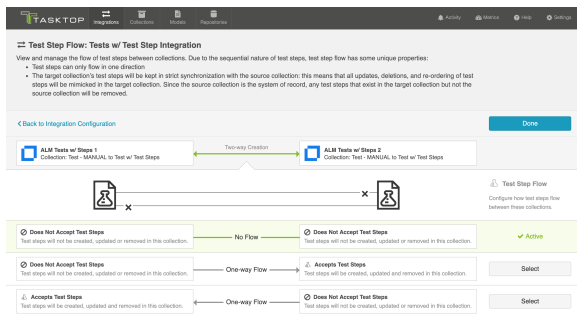 TASKTOP
Integrations
Collections
Models
Repositories
Activity
Metrics
Help
Settings
Test Step Flow: Tests w/ Test Step Integration
View and manage the flow of test steps between collections. Due to the sequential nature of test steps, test step flow has some unique properties:
• Test steps can only flow in one direction
• The target collection's test steps will be kept in strict synchronization with the source collection: this means that all updates, deletions, and re-ordering of test
steps will be mimicked in the target collection. Since the source collection is the system of record, any test steps that exist in the target collection but not the
source collection will be removed.
Back to Integration Configuration
Done
ALM Tests w/ Steps 1
Collection: Test - MANUAL to Test w/ Test Steps
Two-way Creation
ALM Tests w/ Steps 2
Collection: Test - MANUAL to Test w/ Test Steps
Test Step Flow
Configure how test steps flow
between these collections.
Does Not Accept Test Steps
Test steps will not be created, updated or removed in this collection.
No Flow
Does Not Accept Test Steps
Test steps will not be created, updated or removed in this collection.
Active
Does Not Accept Test Steps
Test steps will not be created, updated or removed in this collection.
One-way Flow
Accepts Test Steps
Test steps will be created, updated and removed in this collection.
Select
Accepts Test Steps
Test steps will be created, updated and removed in this collection.
One-way Flow
Does Not Accept Test Steps
Test steps will not be created, updated or removed in this collection.
Select